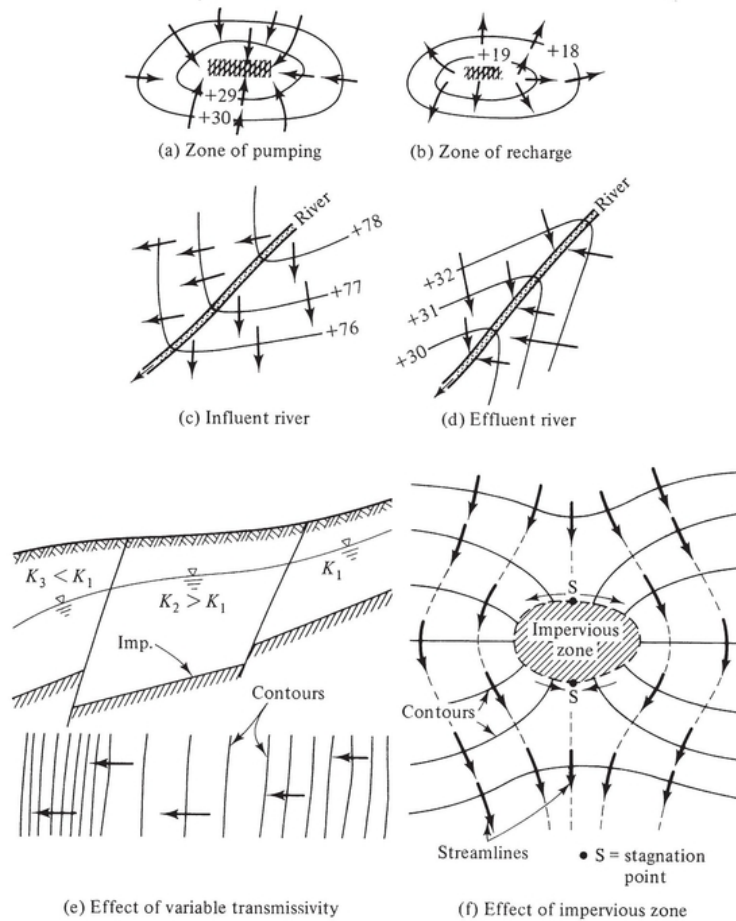 +29
+30
(a) Zone of pumping
+19
+18
(b) Zone of recharge
River
+78
+77
+76
(c) Influent river
River
+32
+31
+30
(d) Effluent river
K₃ < K₁
K₂ > K₁
K₁
Imp.
Contours
(e) Effect of variable transmissivity
S
Impervious
zone
S
Contours
Streamlines
• S = stagnation
point
(f) Effect of impervious zone